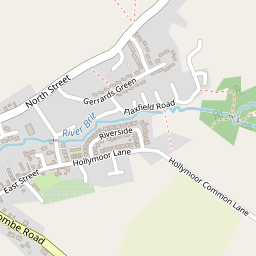 North Street
Gerrards Green
Flaxfield Road
River Brit
Riverside
Hollymoor Lane
East Street
Hollymoor Common Lane
ombe Road